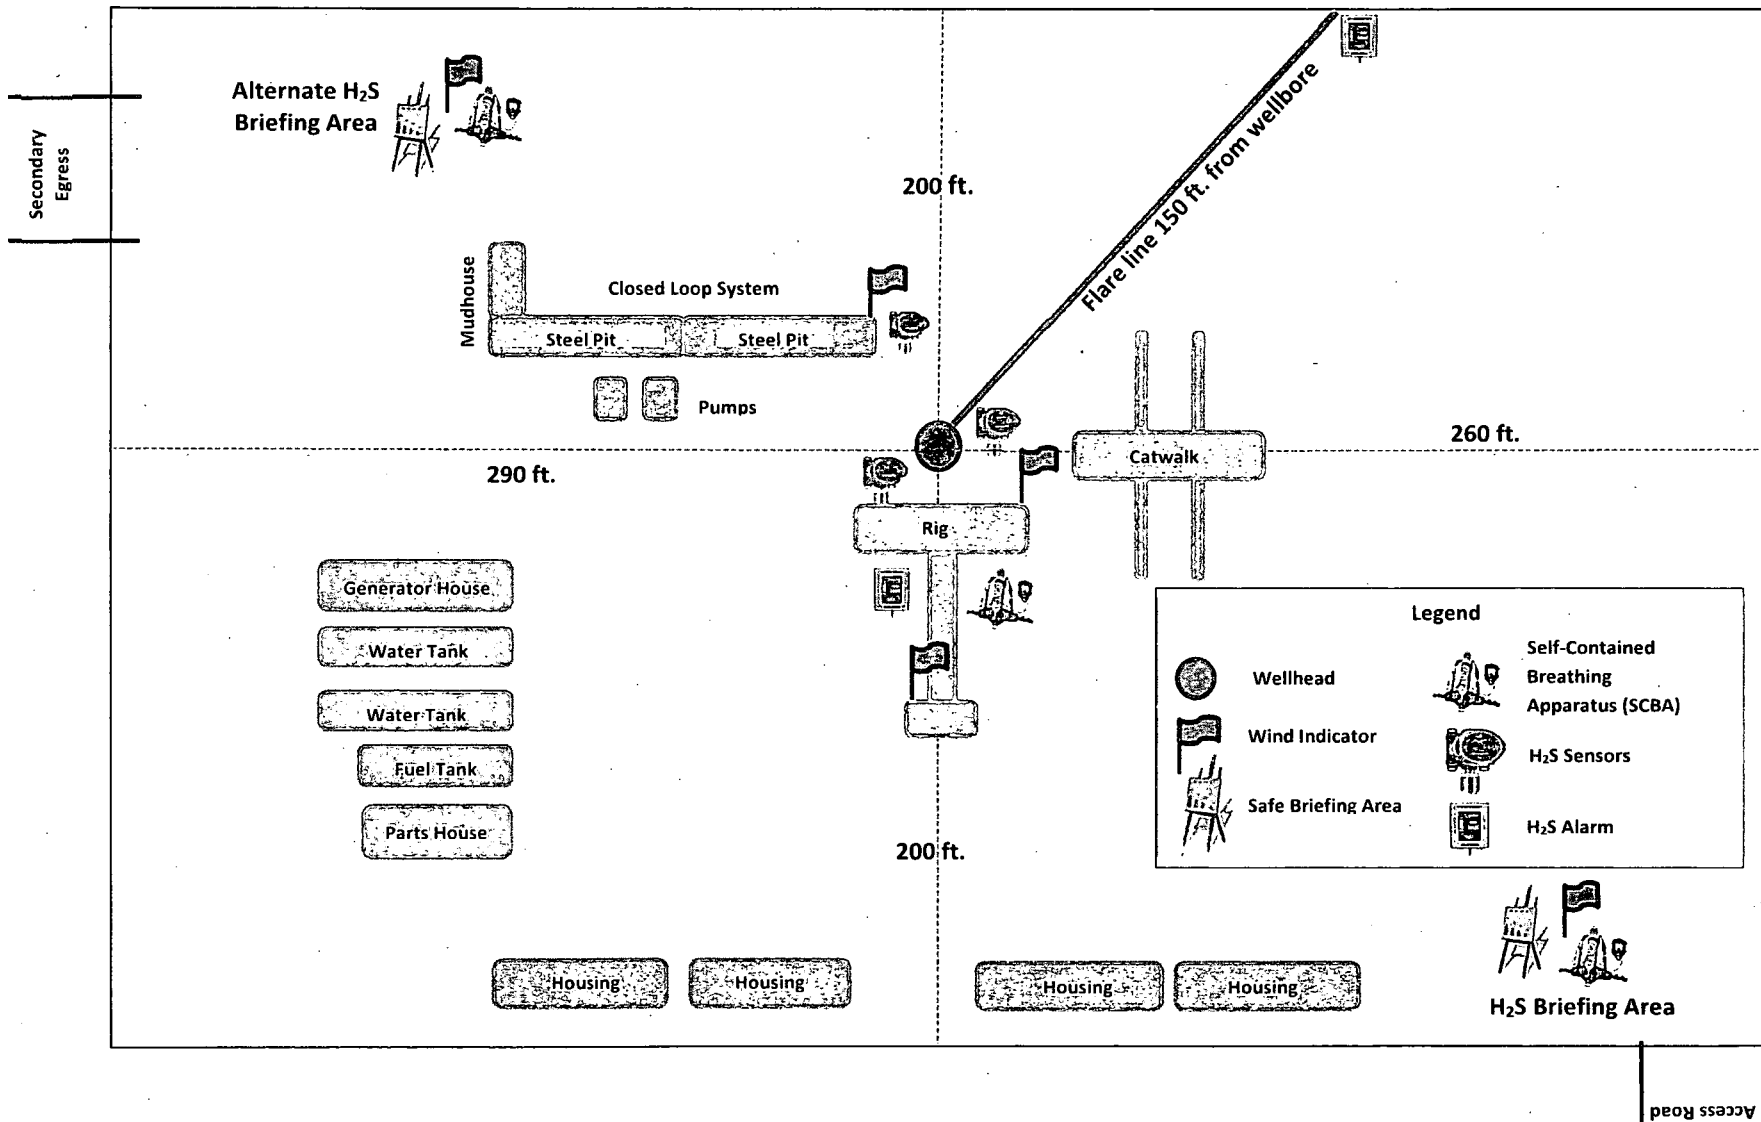 Alternate H₂S
Briefing Area
Secondary
Egress
200 ft.
Flare line 150 ft. from wellbore
Mudhouse
Closed Loop System
Steel Pit
Steel Pit
Pumps
290 ft.
260 ft.
Catwalk
Rig
Generator House
Water Tank
Water Tank
Fuel Tank
Parts House
200 ft.
Legend
Wellhead
Wind Indicator
Safe Briefing Area
Self-Contained
Breathing
Apparatus (SCBA)
H₂S Sensors
H₂S Alarm
Housing
Housing
Housing
Housing
H₂S Briefing Area
Access Road